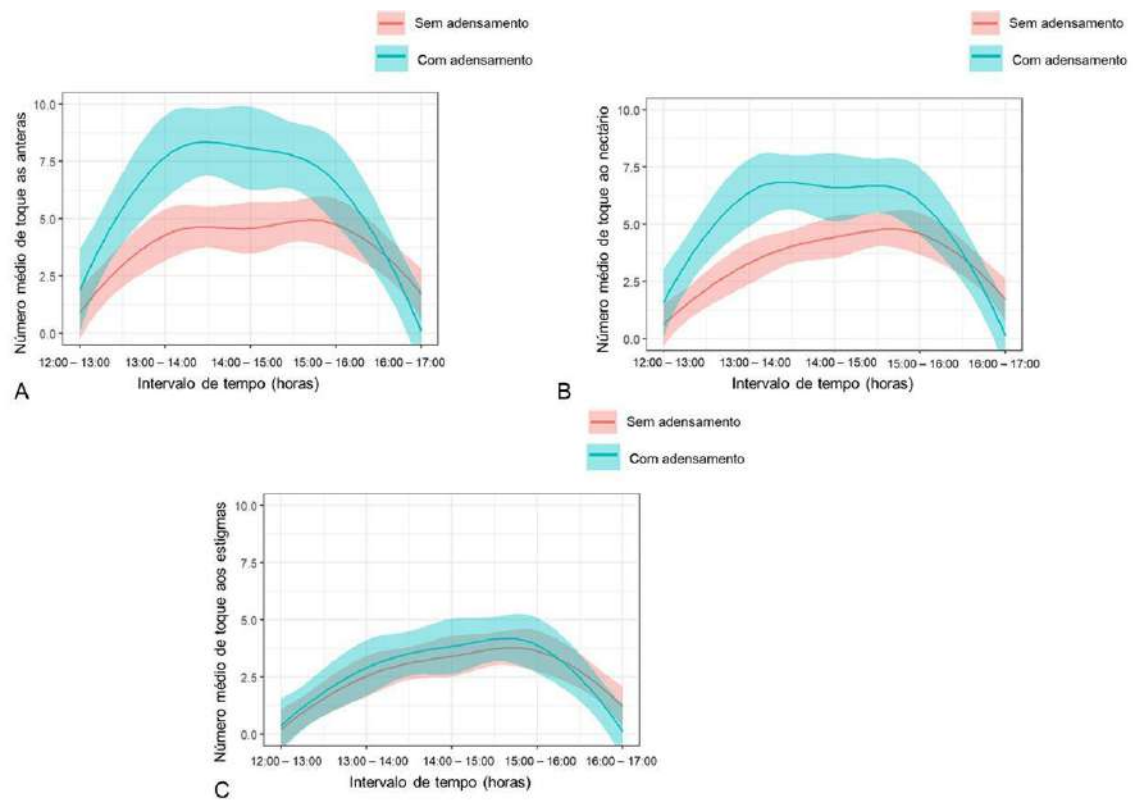 Sem adensamento
Com adensamento
Número médio de toque as anteras
10.0
7.5
5.0
2.5
0.0
12:00 – 13:00 13:00 – 14:00 14:00 – 15:00 15:00 – 16:00 16:00 – 17:00
Intervalo de tempo (horas)
A
Sem adensamento
Com adensamento
Número médio de toque ao nectário
10.0
7.5
5.0
2.5
0.0
12:00 – 13:00 13:00 – 14:00 14:00 – 15:00 15:00 – 16:00 16:00 – 17:00
Intervalo de tempo (horas)
B
Sem adensamento
Com adensamento
Número médio de toque aos estigmas
10.0
7.5
5.0
2.5
0.0
12:00 – 13:00 13:00 – 14:00 14:00 – 15:00 15:00 – 16:00 16:00 – 17:00
Intervalo de tempo (horas)
C